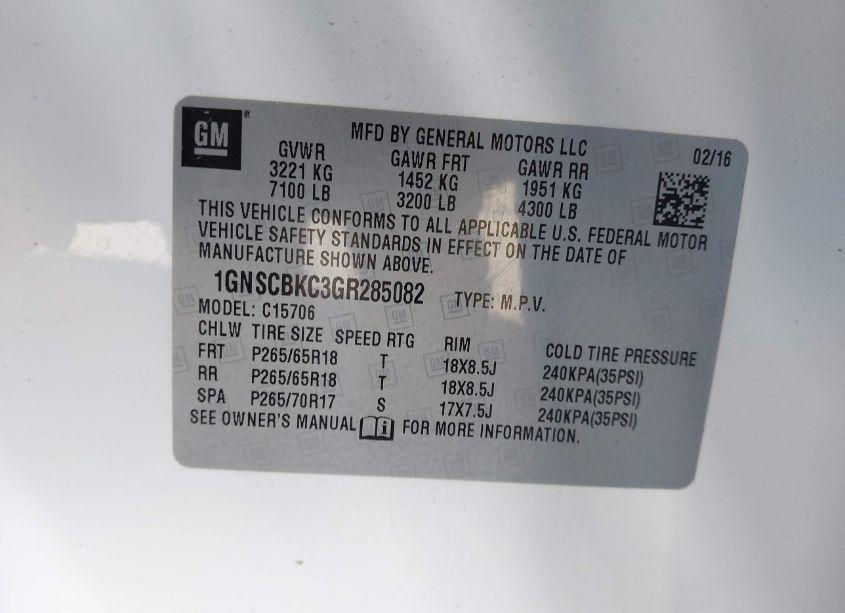 GM
MFD BY GENERAL MOTORS LLC
02/16
GVWR GAWR FRT GAWR RR
3221 KG 1452 KG 1951 KG
7100 LB 3200 LB 4300 LB
THIS VEHICLE CONFORMS TO ALL APPLICABLE U.S. FEDERAL MOTOR
VEHICLE SAFETY STANDARDS IN EFFECT ON THE DATE OF
MANUFACTURE SHOWN ABOVE.
1GNSCBKC3GR285082 TYPE: M.P.V.
MODEL: C15706
CHLW TIRE SIZE SPEED RTG RIM COLD TIRE PRESSURE
FRT P265/65R18 T 18X8.5J 240KPA(35PSI)
RR P265/65R18 T 18X8.5J 240KPA(35PSI)
SPA P265/70R17 S 17X7.5J 240KPA(35PSI)
SEE OWNER'S MANUAL i FOR MORE INFORMATION.